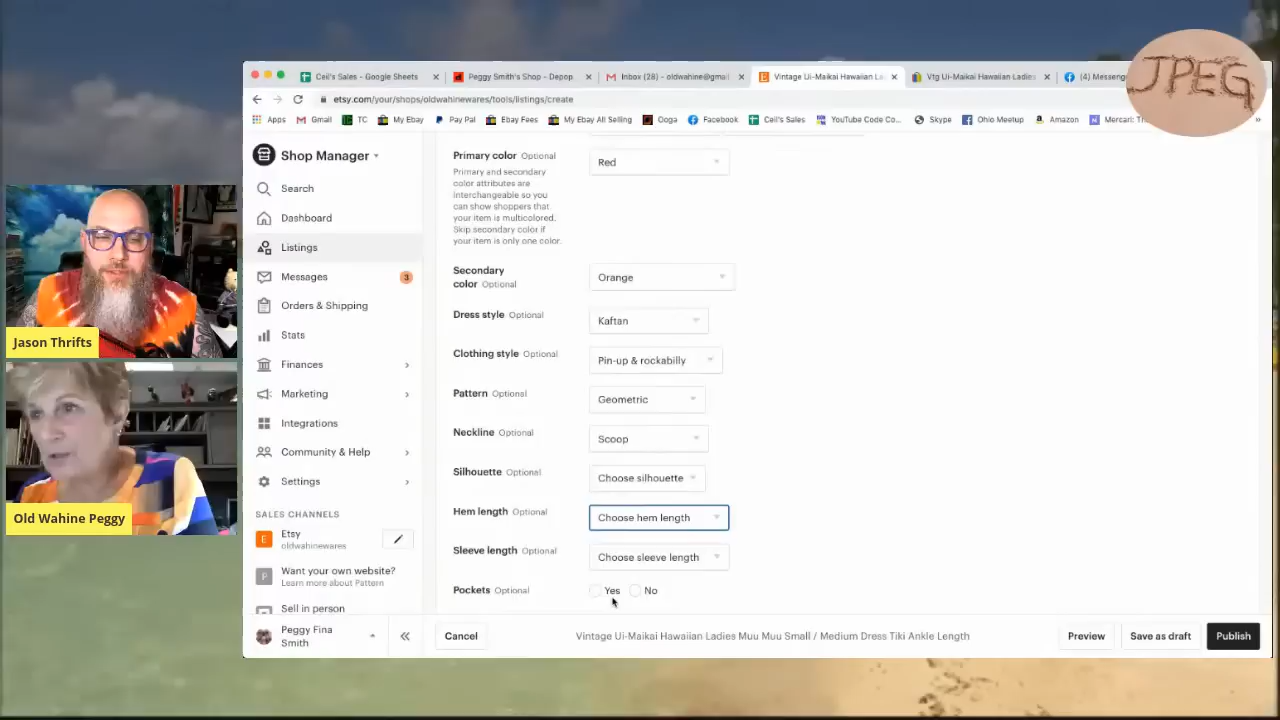 JPEG
Ceil's Sales - Google Sheets
Peggy Smith's Shop - Depop
Inbox (28) - oldwahine@gmai
Vintage Ui-Maikai Hawaiian La
Vtg Ui-Maikai Hawaiian Ladies
(4) Messeng
etsy.com/your/shops/oldwahinewares/tools/listings/create
Apps
Gmail
TC
My Ebay
Pay Pal
Ebay Fees
My Ebay All Selling
Ooga
Facebook
Ceil's Sales
YouTube Code Co...
Skype
Ohio Meetup
Amazon
Mercari:
Shop Manager
Search
Dashboard
Listings
Messages 3
Orders & Shipping
Stats
Finances
Marketing
Integrations
Community & Help
Settings
SALES CHANNELS
Etsy
oldwahinewares
Want your own website?
Learn more about Pattern
Sell in person
Peggy Fina
Smith
Primary color Optional
Red
Primary and secondary
color attributes are
interchangeable so you
can show shoppers that
your item is multicolored.
Skip secondary color if
your item is only one color.
Secondary
color Optional
Orange
Dress style Optional
Kaftan
Clothing style Optional
Pin-up & rockabilly
Pattern Optional
Geometric
Neckline Optional
Scoop
Silhouette Optional
Choose silhouette
Hem length Optional
Choose hem length
Sleeve length Optional
Choose sleeve length
Pockets Optional
Yes No
Cancel
Vintage Ui-Maikai Hawaiian Ladies Muu Muu Small / Medium Dress Tiki Ankle Length
Preview
Save as draft
Publish
Jason Thrifts
Old Wahine Peggy